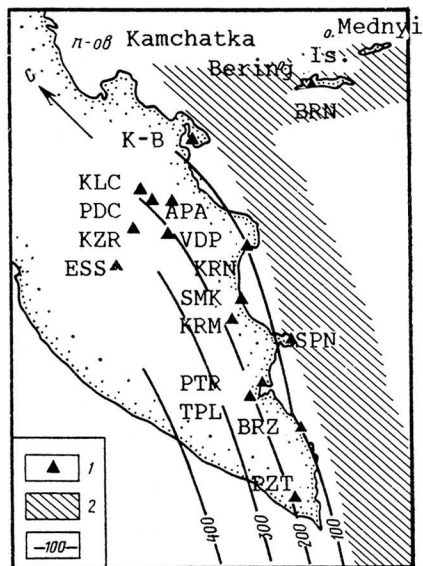 о. Mednyi
п-ов Kamchatka
Is.
Bering
BRN
С
К-В
KLC
PDC APA
KZR VDP
ESS KRN
SMK
KRM
SPN
PTR
TPL BRZ
PZT
400 300 200 100
1
2
—100— 3